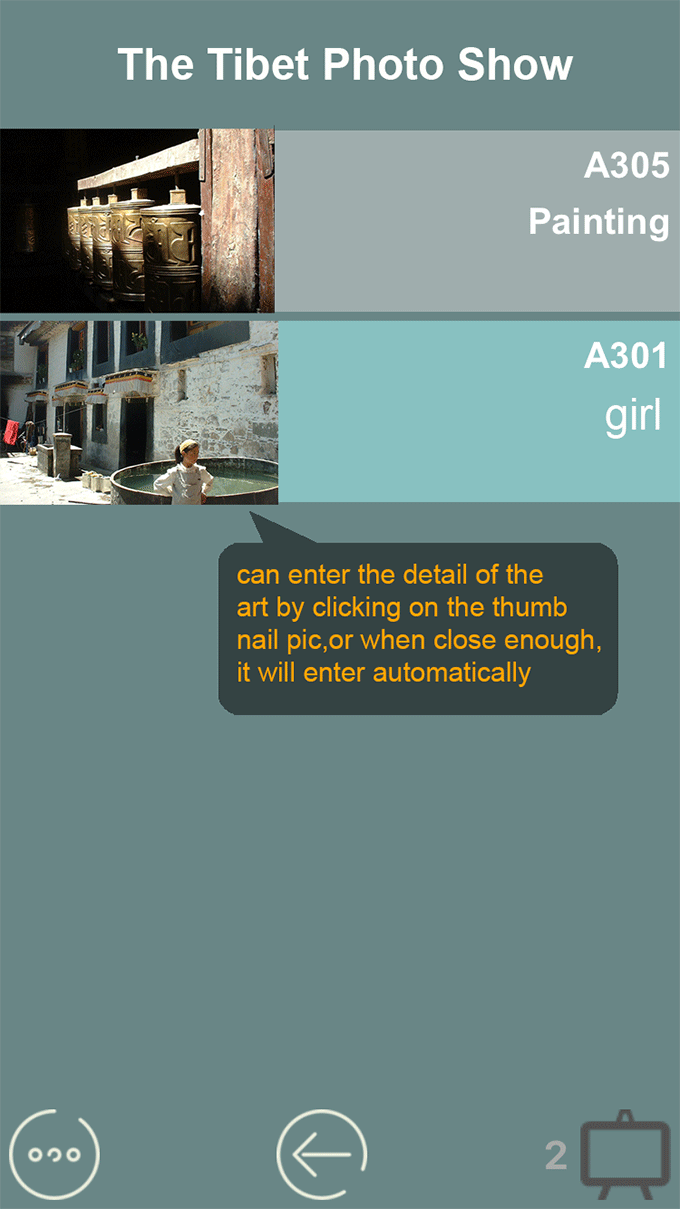 The Tibet Photo Show
A305
Painting
A301
girl
can enter the detail of the
art by clicking on the thumb
nail pic,or when close enough,
it will enter automatically
2